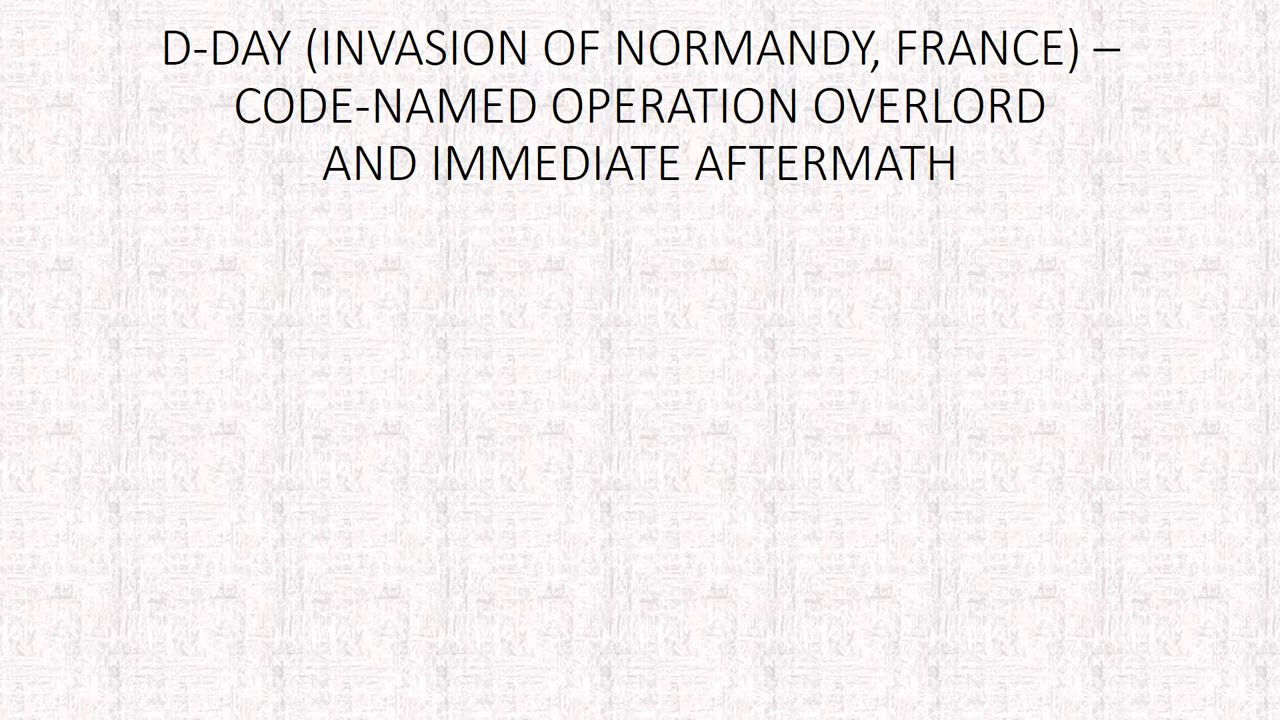 D-DAY (INVASION OF NORMANDY, FRANCE) –
CODE-NAMED OPERATION OVERLORD
AND IMMEDIATE AFTERMATH